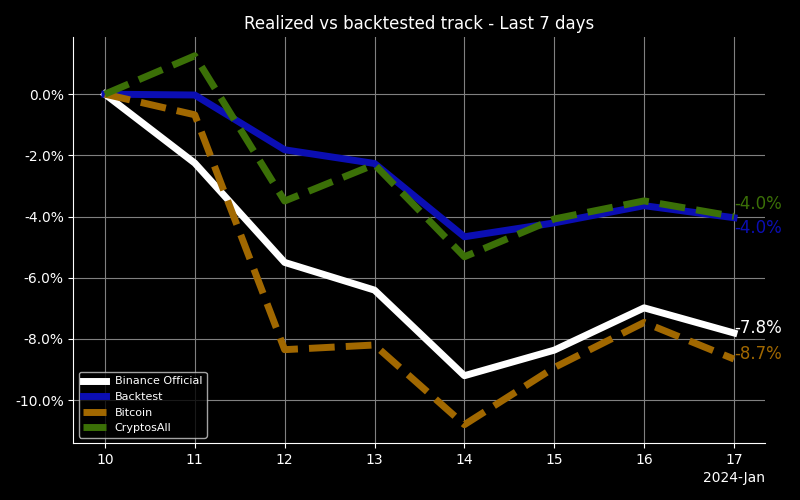 Realized vs backtested track - Last 7 days
0.0%
-2.0%
-4.0%
-6.0%
-8.0%
-10.0%
-4.0%
-4.0%
-7.8%
-8.7%
Binance Official
Backtest
Bitcoin
CryptosAll
10 11 12 13 14 15 16 17
2024-Jan